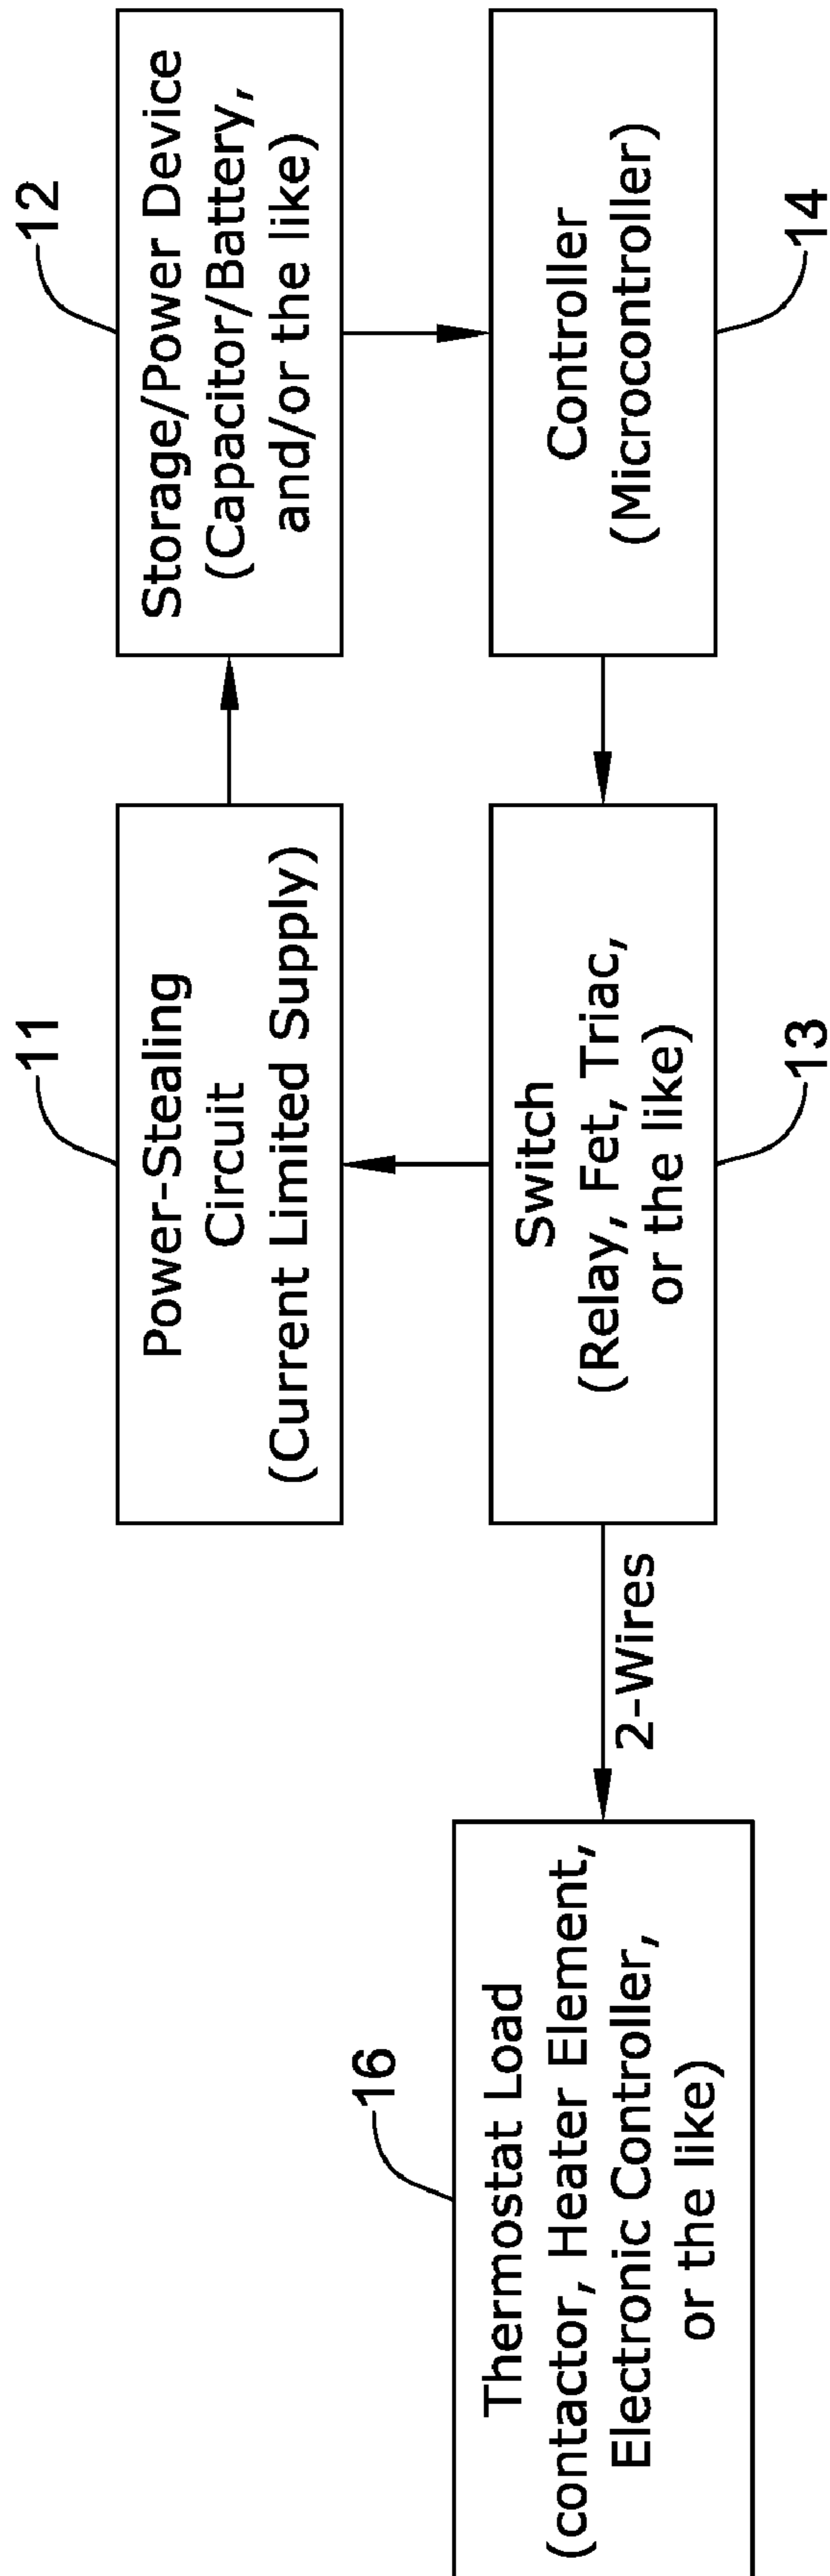 11
Power-Stealing
Circuit
(Current Limited Supply)
12
Storage/Power Device
(Capacitor/Battery,
and/or the like)
16
Thermostat Load
(contactor, Heater Element,
Electronic Controller,
or the like)
2-Wires
Switch
(Relay, Fet, Triac,
or the like)
13
Controller
(Microcontroller)
14